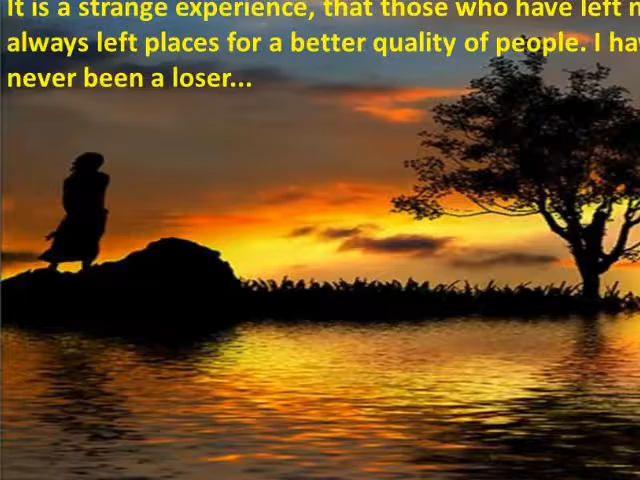 It is a strange experience, that those who have left
always left places for a better quality of people. I
never been a loser...